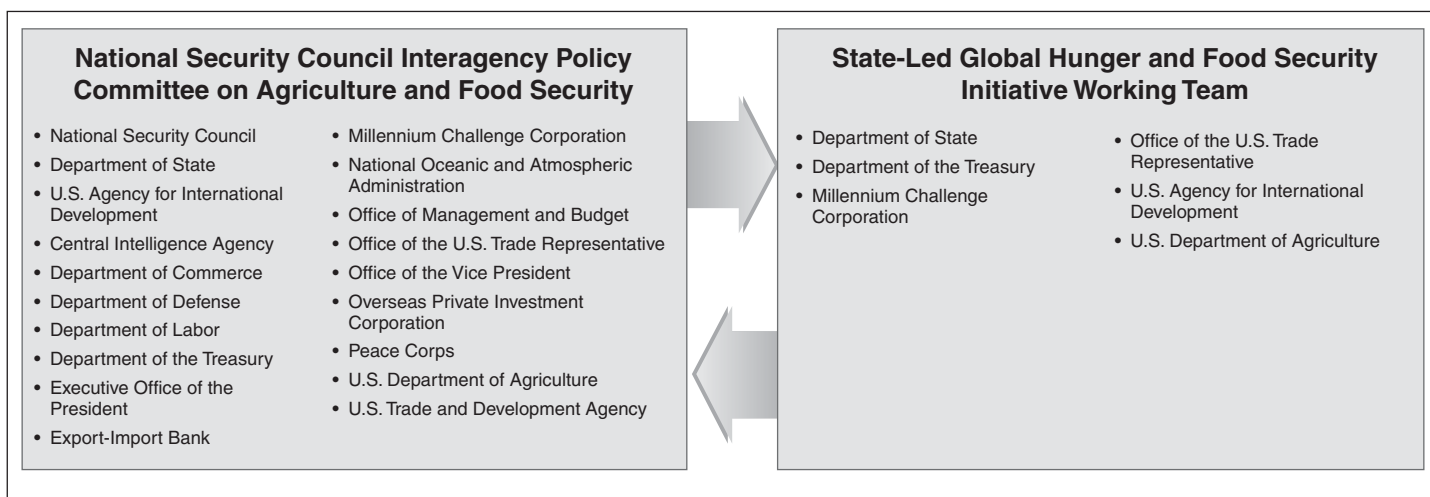 National Security Council Interagency Policy
Committee on Agriculture and Food Security
• National Security Council
• Department of State
• U.S. Agency for International
Development
• Central Intelligence Agency
• Department of Commerce
• Department of Defense
• Department of Labor
• Department of the Treasury
• Executive Office of the
President
• Export-Import Bank
• Millennium Challenge Corporation
• National Oceanic and Atmospheric
Administration
• Office of Management and Budget
• Office of the U.S. Trade Representative
• Office of the Vice President
• Overseas Private Investment
Corporation
• Peace Corps
• U.S. Department of Agriculture
• U.S. Trade and Development Agency
State-Led Global Hunger and Food Security
Initiative Working Team
• Department of State
• Department of the Treasury
• Millennium Challenge
Corporation
• Office of the U.S. Trade
Representative
• U.S. Agency for International
Development
• U.S. Department of Agriculture